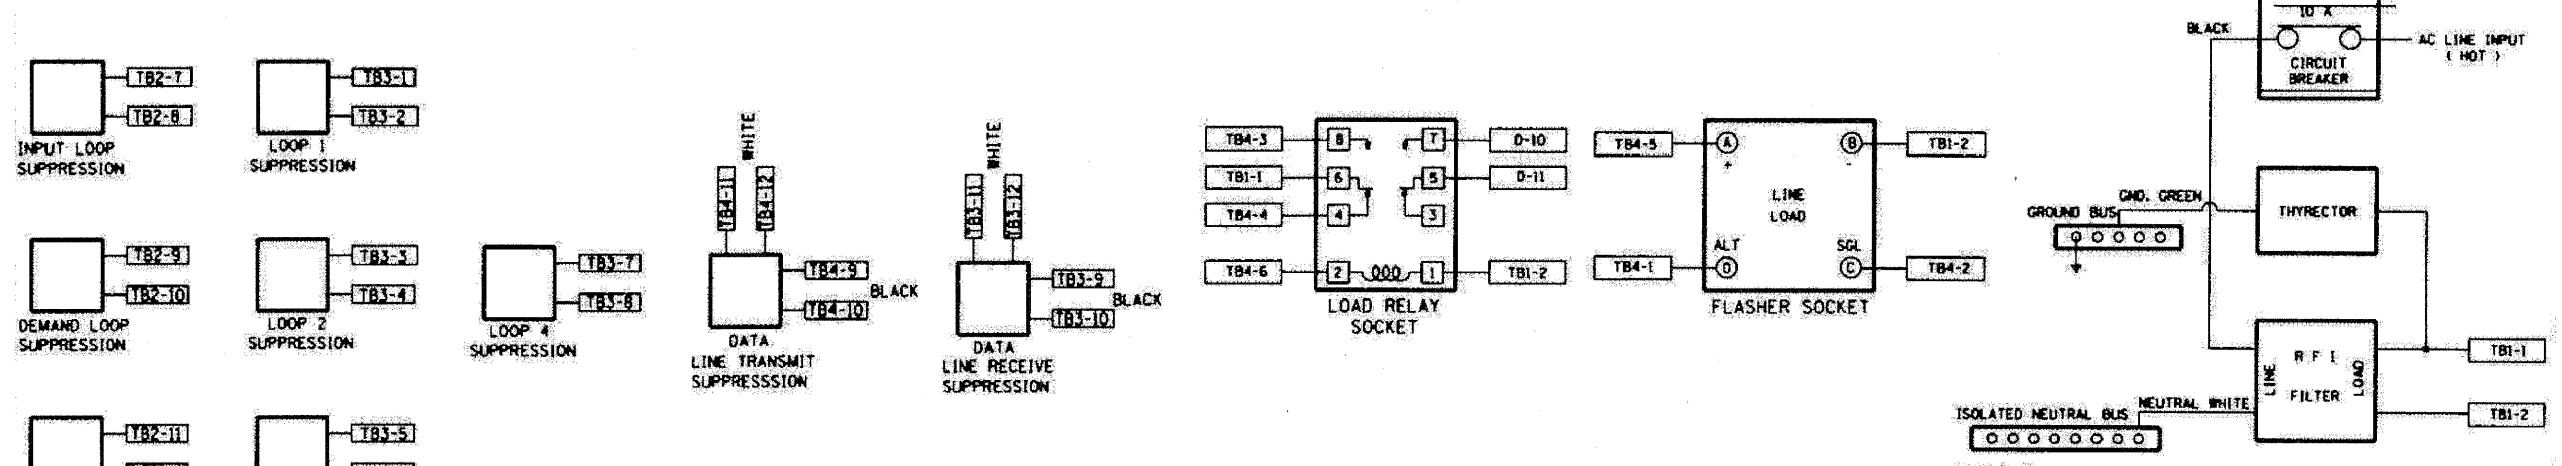 10 A
CIRCUIT
BREAKER
BLACK
AC LINE INPUT
( HOT )
TB2-7
TB2-8
INPUT LOOP
SUPPRESSION
TB3-1
TB3-2
LOOP 1
SUPPRESSION
TB2-9
TB2-10
DEMAND LOOP
SUPPRESSION
TB3-3
TB3-4
LOOP 2
SUPPRESSION
TB3-7
TB3-8
LOOP 4
SUPPRESSION
TB2-11
TB3-5
WHITE
TB4-11
TB4-12
TB4-9
TB4-10
BLACK
DATA
LINE TRANSMIT
SUPPRESSSION
WHITE
TB3-11
TB3-12
TB3-9
TB3-10
BLACK
DATA
LINE RECEIVE
SUPPRESSION
TB4-3
8
7
D-10
TB1-1
6
5
D-11
TB4-4
4
3
TB4-6
2
1
TB1-2
LOAD RELAY
SOCKET
TB4-5
A
+
B
-
TB1-2
LINE
LOAD
ALT
SGL
TB4-1
D
C
TB4-2
FLASHER SOCKET
GND. GREEN
GROUND BUS
THYRECTOR
LINE
R F I
FILTER
LOAD
TB1-1
TB1-2
NEUTRAL WHITE
ISOLATED NEUTRAL BUS